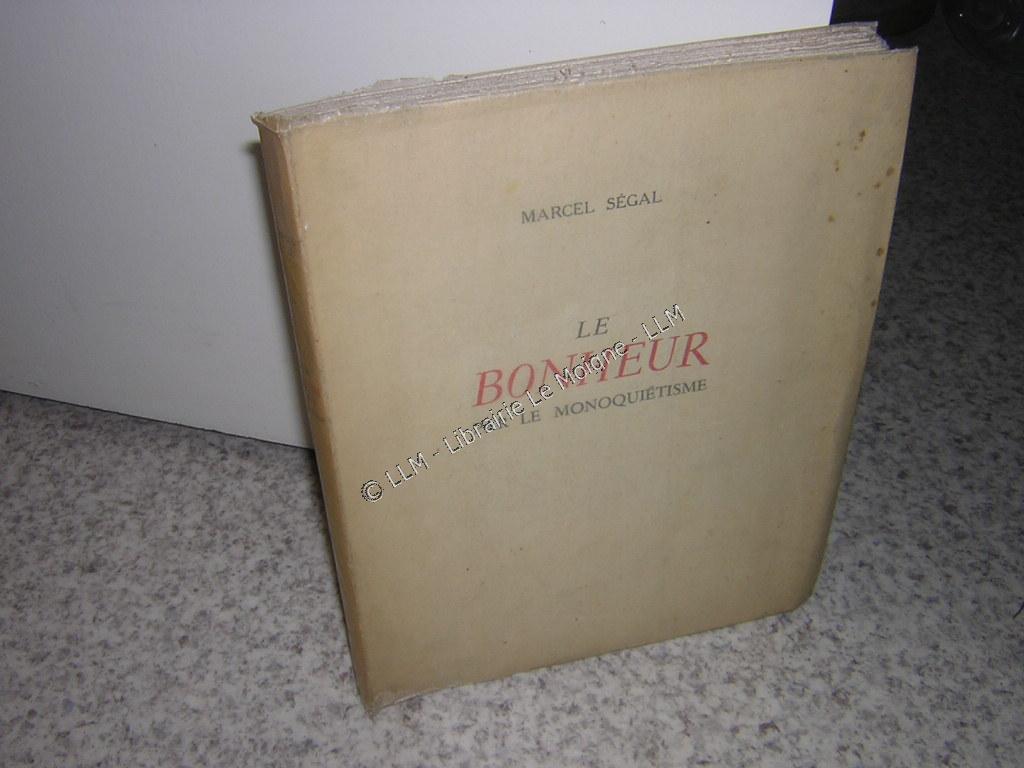 MARCEL SÉGAL
LE
BONHEUR
LE MONOQUIÉTISME
© LLM - Librairie Le Moigne - LLM